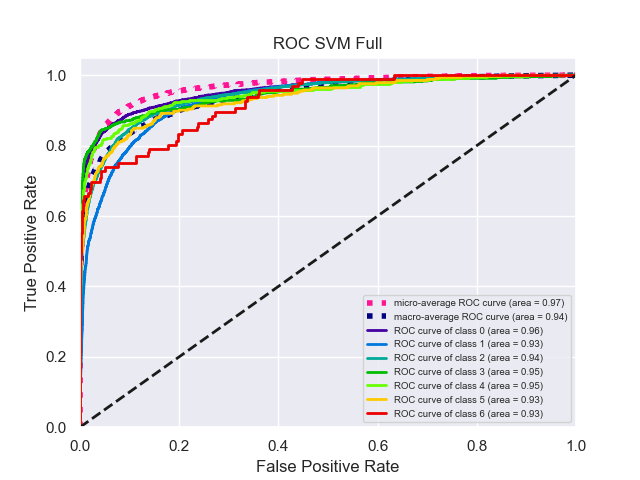 ROC SVM Full
True Positive Rate
1.0
0.8
0.6
0.4
0.2
0.0
micro-average ROC curve (area = 0.97)
macro-average ROC curve (area = 0.94)
ROC curve of class 0 (area = 0.96)
ROC curve of class 1 (area = 0.93)
ROC curve of class 2 (area = 0.94)
ROC curve of class 3 (area = 0.95)
ROC curve of class 4 (area = 0.95)
ROC curve of class 5 (area = 0.93)
ROC curve of class 6 (area = 0.93)
0.0 0.2 0.4 0.6 0.8 1.0
False Positive Rate